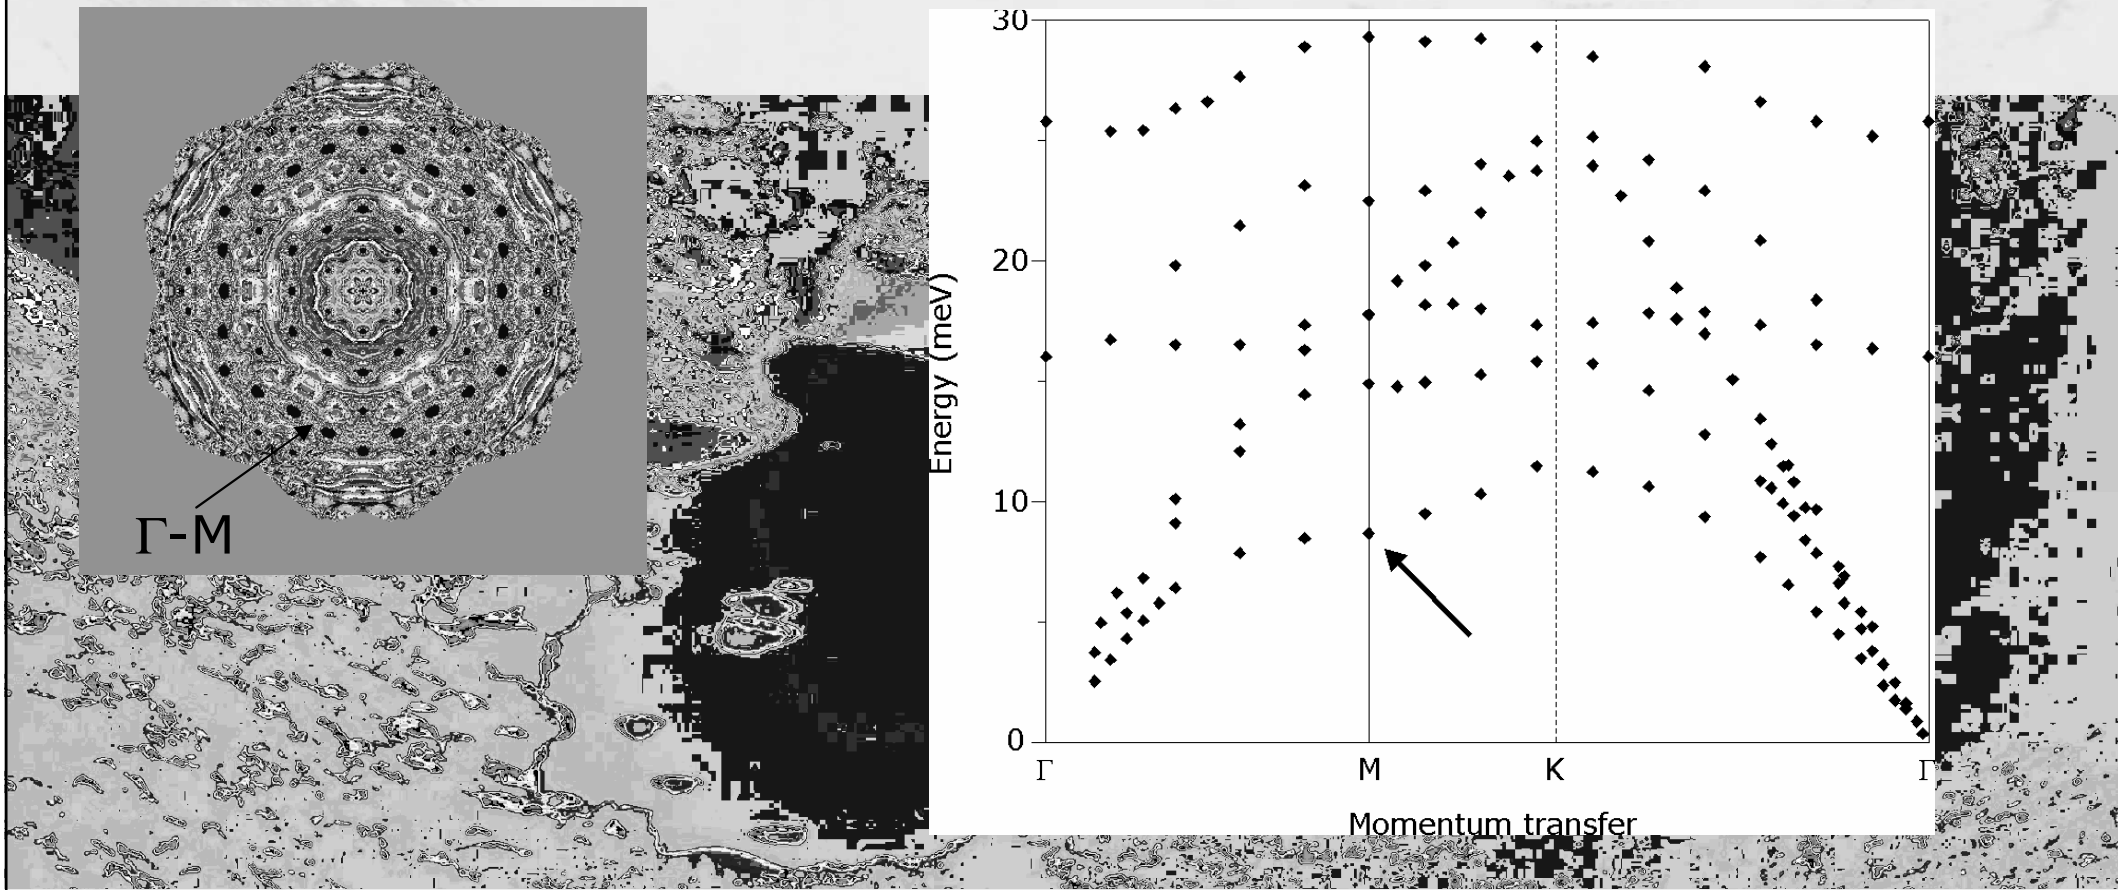 Γ-M
30
20
10
0
Energy (meV)
Γ M K Γ
Momentum transfer